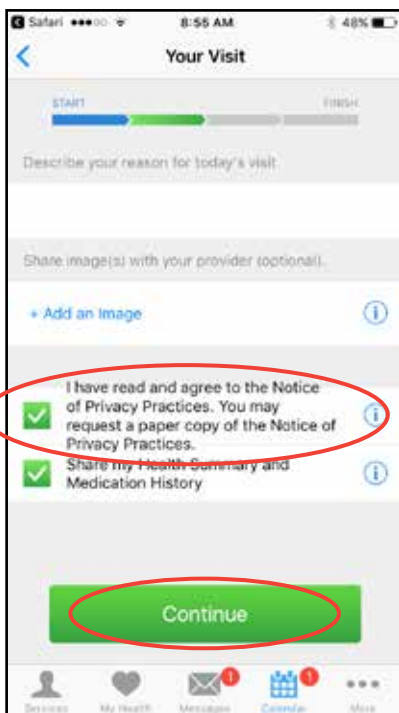 Safari 8:55 AM 48%
Your Visit
START FINISH
Describe your reason for today's visit
Share image(s) with your provider (optional).
+ Add an Image
I have read and agree to the Notice
of Privacy Practices. You may
request a paper copy of the Notice of
Privacy Practices.
Share my Health Summary and
Medication History
Continue
1 1
Services My Health Messages Calendar More